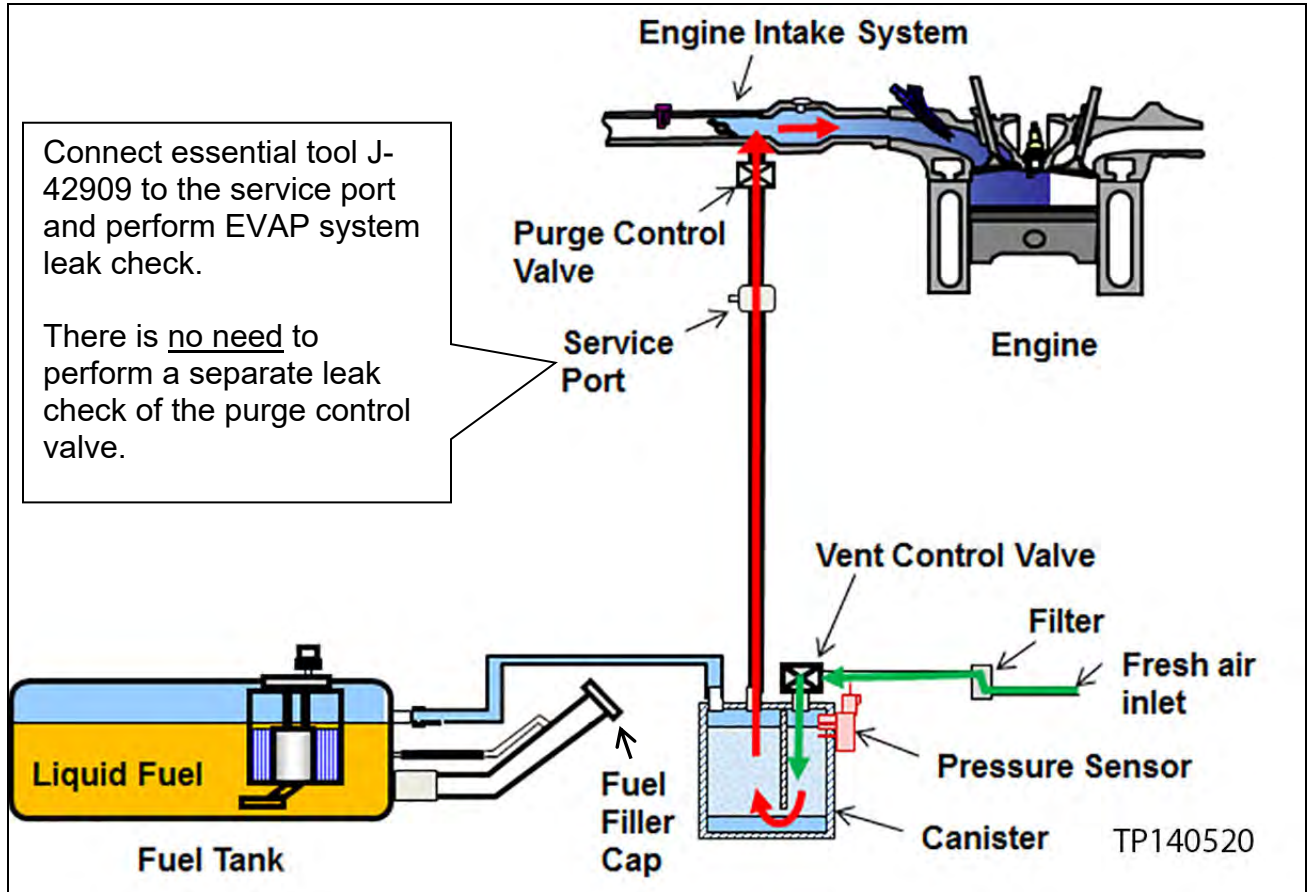 Engine Intake System
Connect essential tool J-
42909 to the service port
and perform EVAP system
leak check.
There is no need to
perform a separate leak
check of the purge control
valve.
Purge Control
Valve
Service
Port
Engine
Vent Control Valve
Filter
Fresh air
inlet
Liquid Fuel
Fuel
Filler
Cap
Pressure Sensor
Canister
TP140520
Fuel Tank